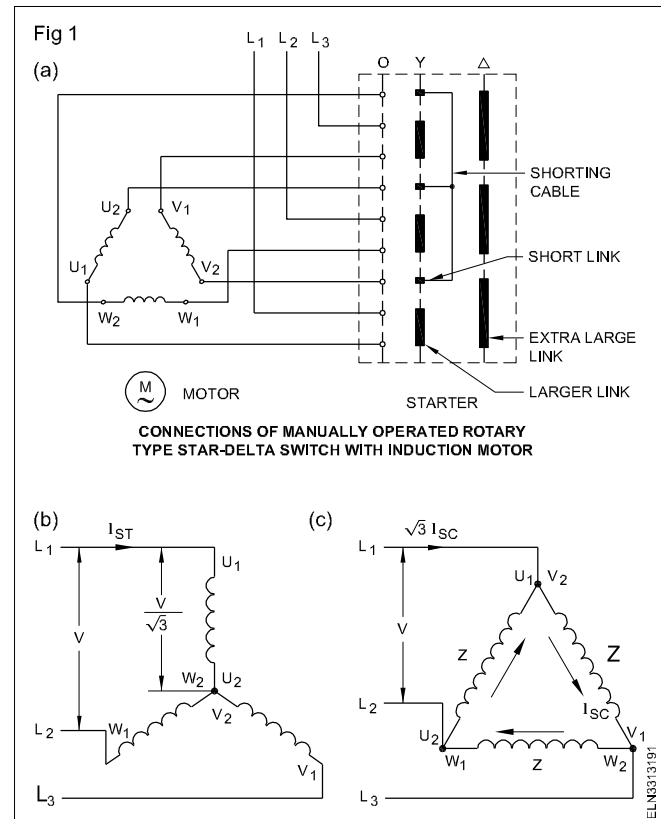 Fig 1
(a)
L1 L2 L3
O Y △
SHORTING
CABLE
U2 V1
U1 V2
W2 W1
SHORT LINK
EXTRA LARGE
LINK
LARGER LINK
M
~
MOTOR
STARTER
CONNECTIONS OF MANUALLY OPERATED ROTARY
TYPE STAR-DELTA SWITCH WITH INDUCTION MOTOR
(b)
L1 IST
U1
V
V
√3
W2 U2
V2
L2 W1
V1
L3
(c)
√3 ISC
L1
U1 V2
V
Z Z
ISC
L2
U2 V1
W1 Z W2
L3
ELN3313191